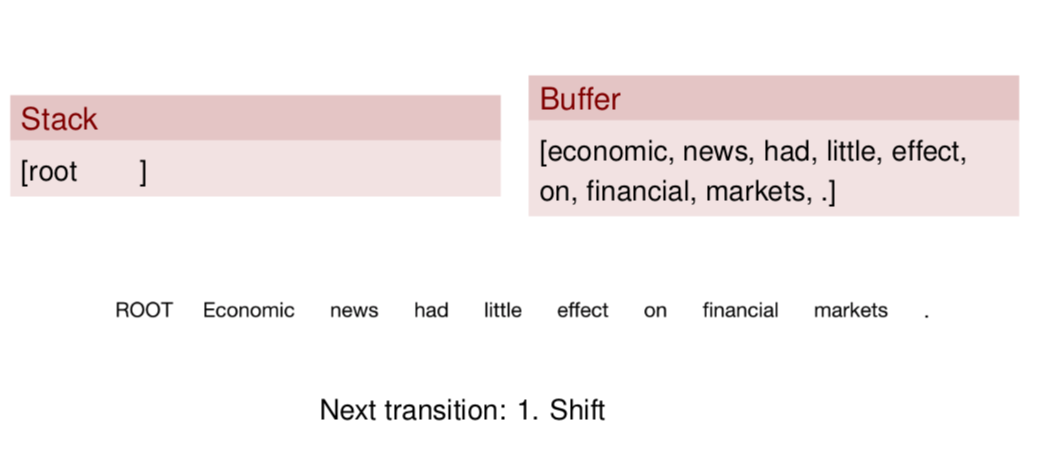 Stack
[root ]
Buffer
[economic, news, had, little, effect,
on, financial, markets, .]
ROOT Economic news had little effect on financial markets .
Next transition: 1. Shift